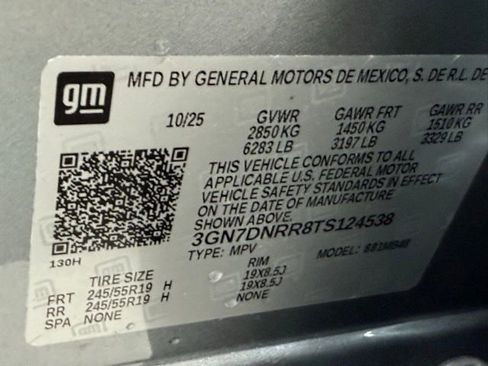 gm
MFD BY GENERAL MOTORS DE MEXICO, S. DE R.L. DE
10/25 GVWR GAWR FRT GAWR RR
2850 KG 1450 KG 1510 KG
6283 LB 3197 LB 3329 LB
THIS VEHICLE CONFORMS TO ALL
APPLICABLE U.S. FEDERAL MOTOR
VEHICLE SAFETY STANDARDS IN EFFECT
ON THE DATE OF MANUFACTURE
SHOWN ABOVE.
3GN7DNRR8TS124538
130H
TYPE: MPV MODEL:
TIRE SIZE RIM
FRT 245/55R19 H 19X8.5J
RR 245/55R19 H 19X8.5J
SPA NONE NONE